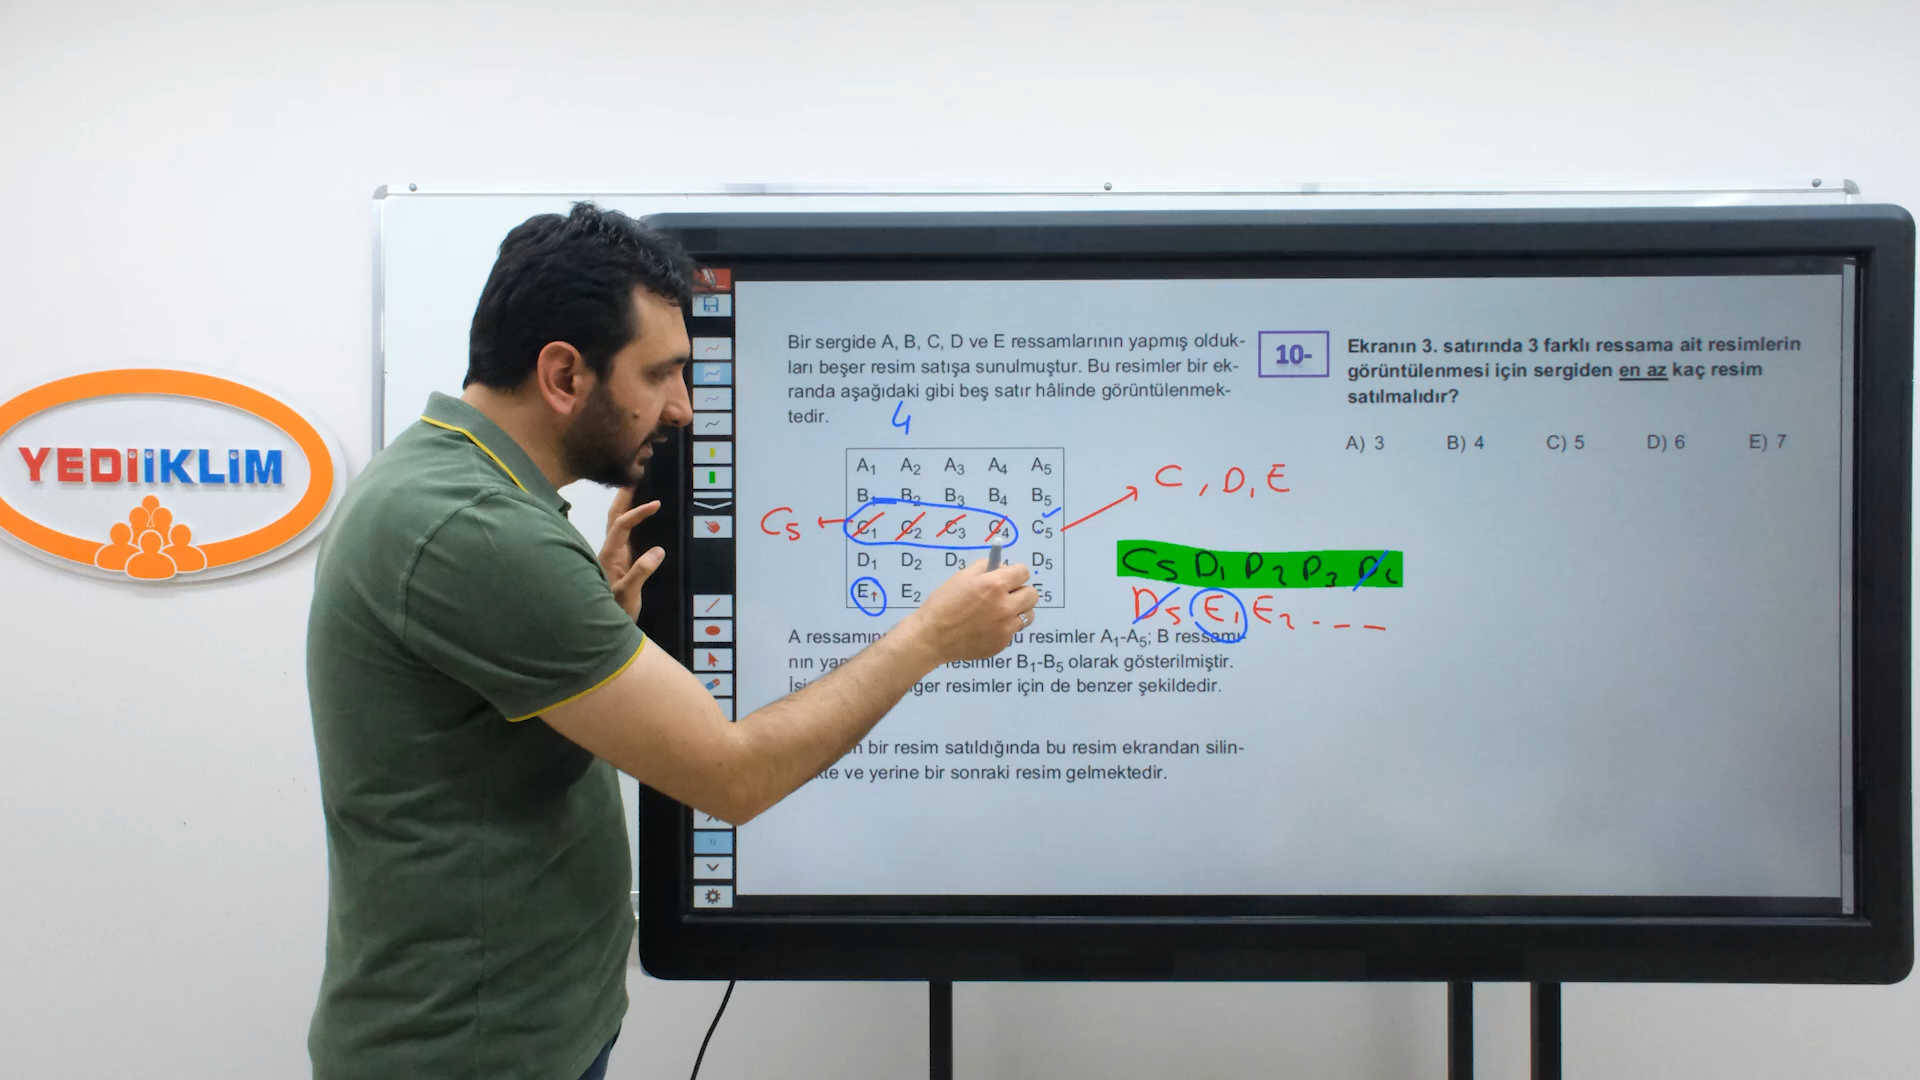 YEDİİKLİM
Bir sergide A, B, C, D ve E ressamlarının yapmış olduk-
ları beşer resim satışa sunulmuştur. Bu resimler bir ek-
randa aşağıdaki gibi beş satır hâlinde görüntülenmek-
tedir.
4
A1 A2 A3 A4 A5
B1 B2 B3 B4 B5
C5 ← C1 C2 C3 C4 C5
D1 D2 D3 4 D5
E1 E2 E5
A ressamın resimler A1-A5; B ressamı-
nın resimler B1-B5 olarak gösterilmiştir.
resimler için de benzer şekildedir.
bir resim satıldığında bu resim ekrandan silin-
ve yerine bir sonraki resim gelmektedir.
10-
Ekranın 3. satırında 3 farklı ressama ait resimlerin
görüntülenmesi için sergiden en az kaç resim
satılmalıdır?
A) 3 B) 4 C) 5 D) 6 E) 7
C, D, E
C5 D1 D2 D3 D4
D5 E1 E2 - - - -